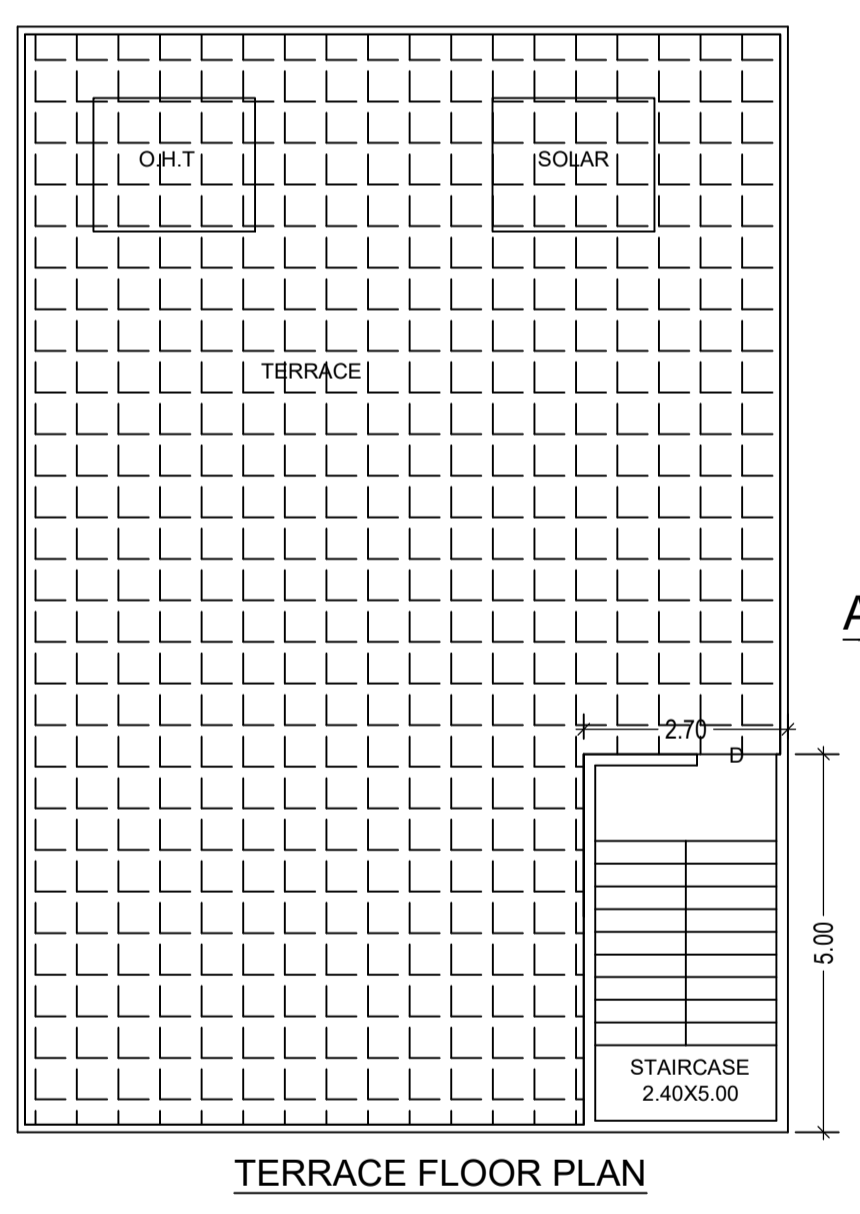 O.H.T
SOLAR
TERRACE
A
2.70
D
5.00
STAIRCASE
2.40X5.00
TERRACE FLOOR PLAN